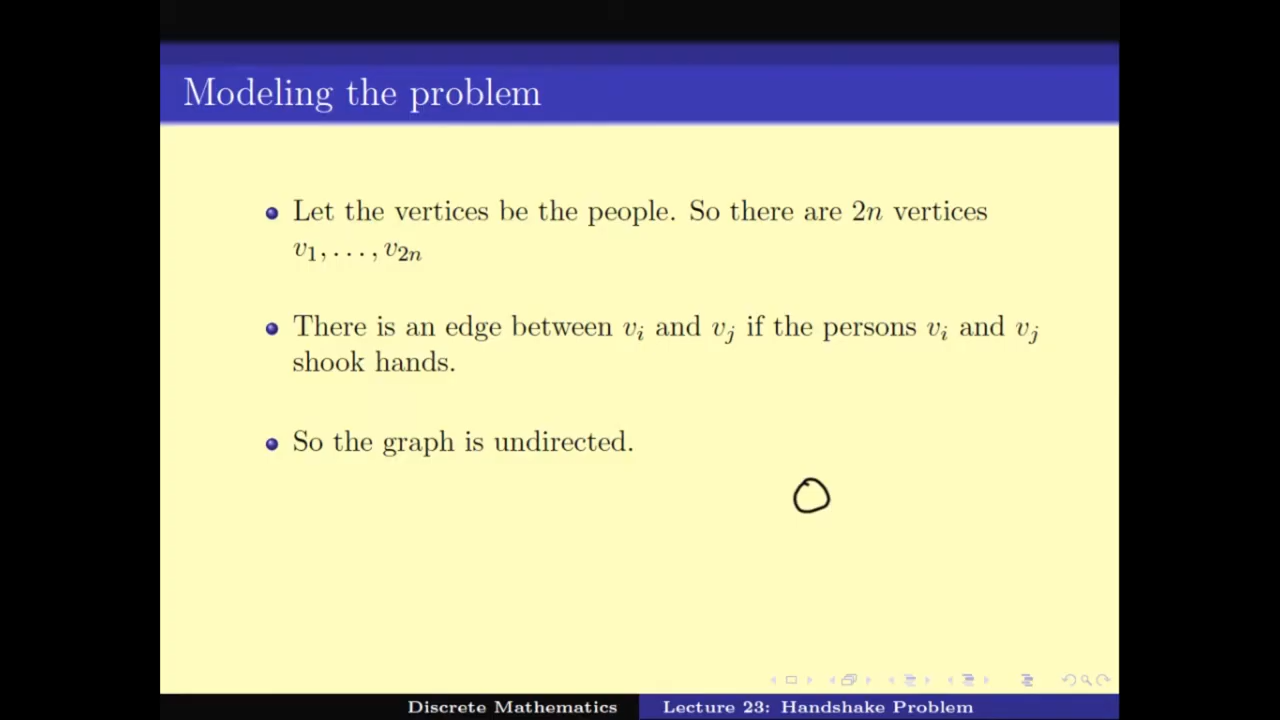 Modeling the problem
Let the vertices be the people. So there are 2n vertices
v₁, . . . , v₂ₙ
There is an edge between vᵢ and vⱼ if the persons vᵢ and vⱼ
shook hands.
So the graph is undirected.
Discrete Mathematics
Lecture 23: Handshake Problem